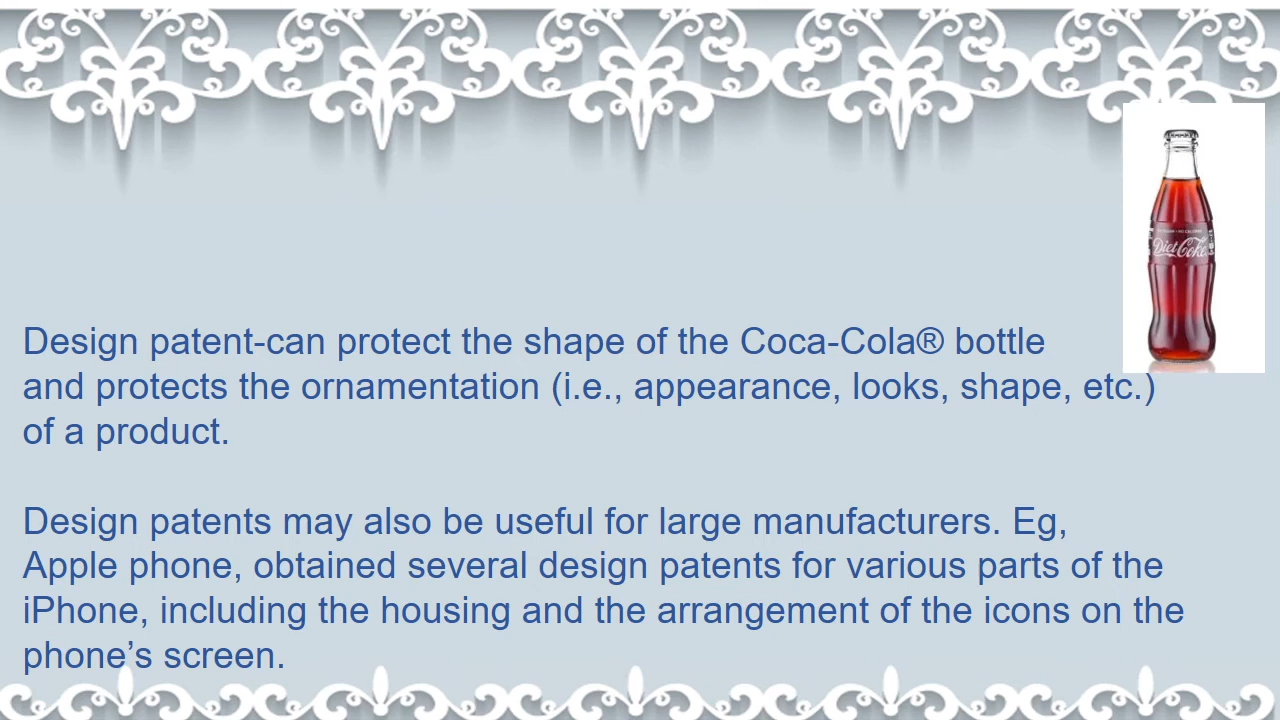 Diet Coke
Design patent-can protect the shape of the Coca-Cola® bottle
and protects the ornamentation (i.e., appearance, looks, shape, etc.)
of a product.
Design patents may also be useful for large manufacturers. Eg,
Apple phone, obtained several design patents for various parts of the
iPhone, including the housing and the arrangement of the icons on the
phone’s screen.